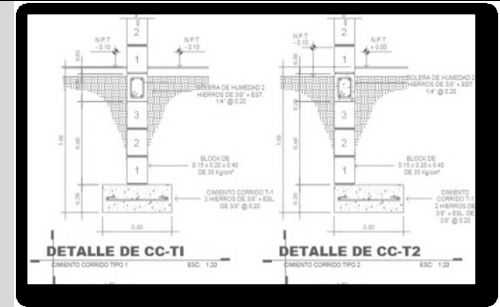 2
N.P.T
- 0.10
N.P.T
- 0.10
1
SOLERA DE HUMEDAD 2
HIERROS DE 3/8" + EST.
1/4" @ 0.20
3
2
BLOCK DE
0.15 x 0.20 x 0.40
DE 35 Kg/cm²
1
CIMIENTO CORRIDO T-1
3 HIERROS DE 3/8" + ESL.
DE 3/8" @ 0.20
0.20
DETALLE DE CC-TI
CIMIENTO CORRIDO TIPO 1
ESC: 1:20
2
N.P.T
- 0.10
N.P.T
+ 0.00
1
SOLERA DE HUMEDAD 2
HIERROS DE 3/8" + EST.
1/4" @ 0.20
3
2
BLOCK DE
0.15 x 0.20 x 0.40
DE 35 Kg/cm²
1
CIMIENTO
CORRIDO T-1
2 HIERROS DE
3/8" + ESL. DE
3/8" @ 0.20
0.20
DETALLE DE CC-T2
CIMIENTO CORRIDO TIPO 2
ESC: 1:20